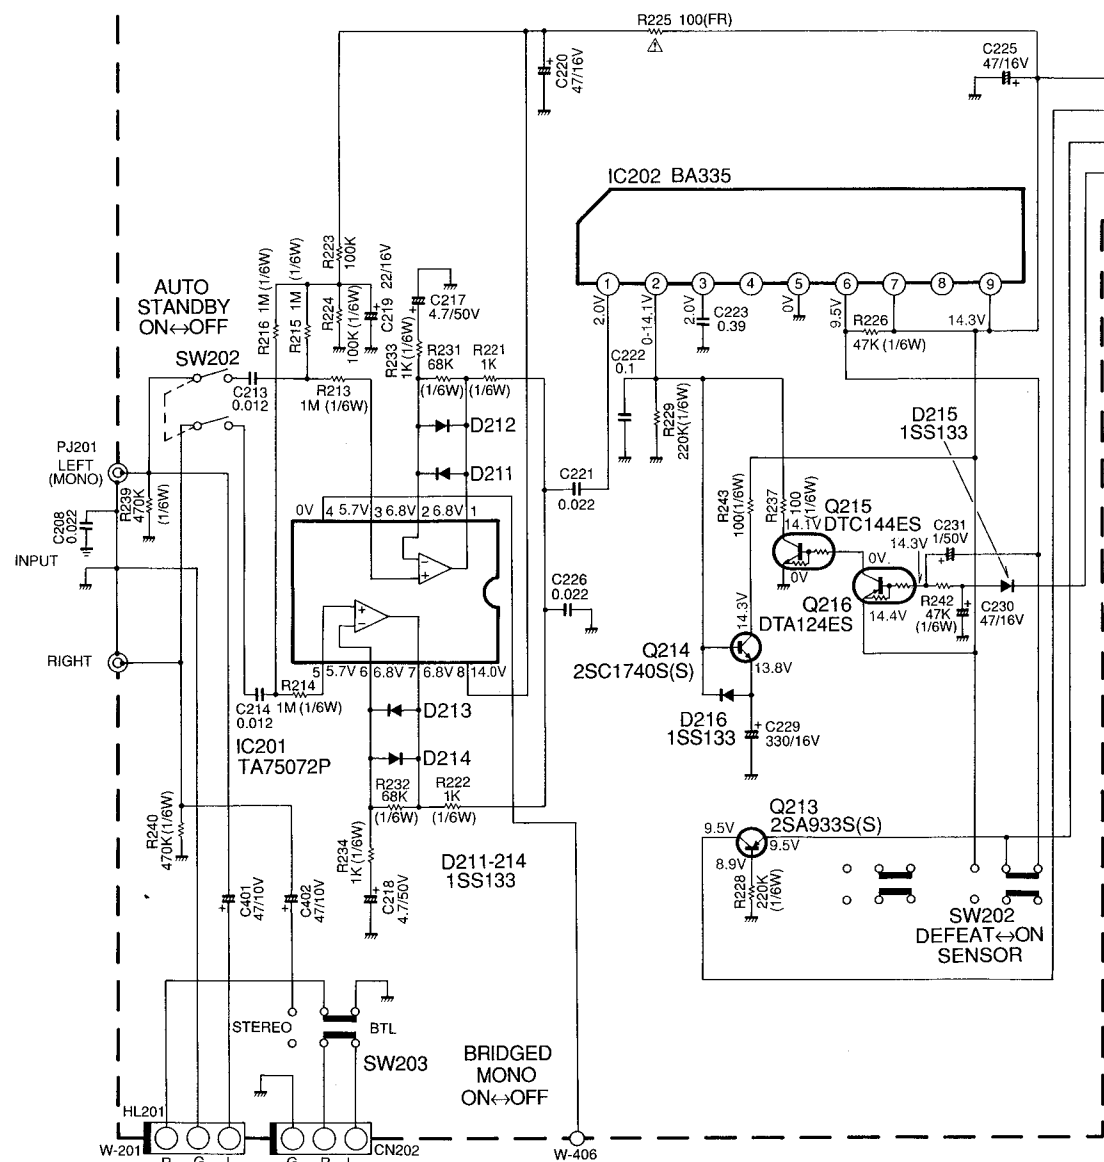 R225 100(FR)
C220
47/16V
C225
47/16V
IC202 BA335
1
2
3
4
5
6
7
8
9
2.0V
0-14.1V
2.0V
0V
9.5V
14.3V
R226
47K (1/6W)
C223
0.39
C222
0.1
R229
220K(1/6W)
AUTO
STANDBY
ON↔OFF
SW202
R216 1M (1/6W)
R215 1M (1/6W)
R223
100K
R224
100K (1/6W)
C219 22/16V
R233
1K (1/6W)
C217
4.7/50V
R231
68K
(1/6W)
R221
1K
(1/6W)
C213
0.012
R213
1M (1/6W)
D212
D211
PJ201
LEFT
(MONO)
R239
470K
(1/6W)
C208
0.022
INPUT
RIGHT
0V 4 5.7V 3 6.8V 2 6.8V 1
−
+
+
−
5 5.7V 6 6.8V 7 6.8V 8 14.0V
C221
0.022
C226
0.022
C214
0.012
R214
1M (1/6W)
IC201
TA75072P
D213
D214
R232
68K
(1/6W)
R222
1K
(1/6W)
R234
1K (1/6W)
C218
4.7/50V
D211-214
1SS133
R240
470K (1/6W)
C401
47/10V
C402
47/10V
R243
100(1/6W)
R237
100
(1/6W)
14.1V
0V
Q215
DTC144ES
14.3V
D215
1SS133
C231
1/50V
0V
Q216
DTA124ES
14.4V
R242
47K
(1/6W)
C230
47/16V
14.3V
Q214
2SC1740S(S)
13.8V
D216
1SS133
C229
330/16V
Q213
2SA933S(S)
9.5V
9.5V
8.9V
R228
220K
(1/6W)
SW202
DEFEAT↔ON
SENSOR
STEREO
BTL
SW203
BRIDGED
MONO
ON↔OFF
HL201
W-201
R G L
G R L
CN202
W-406